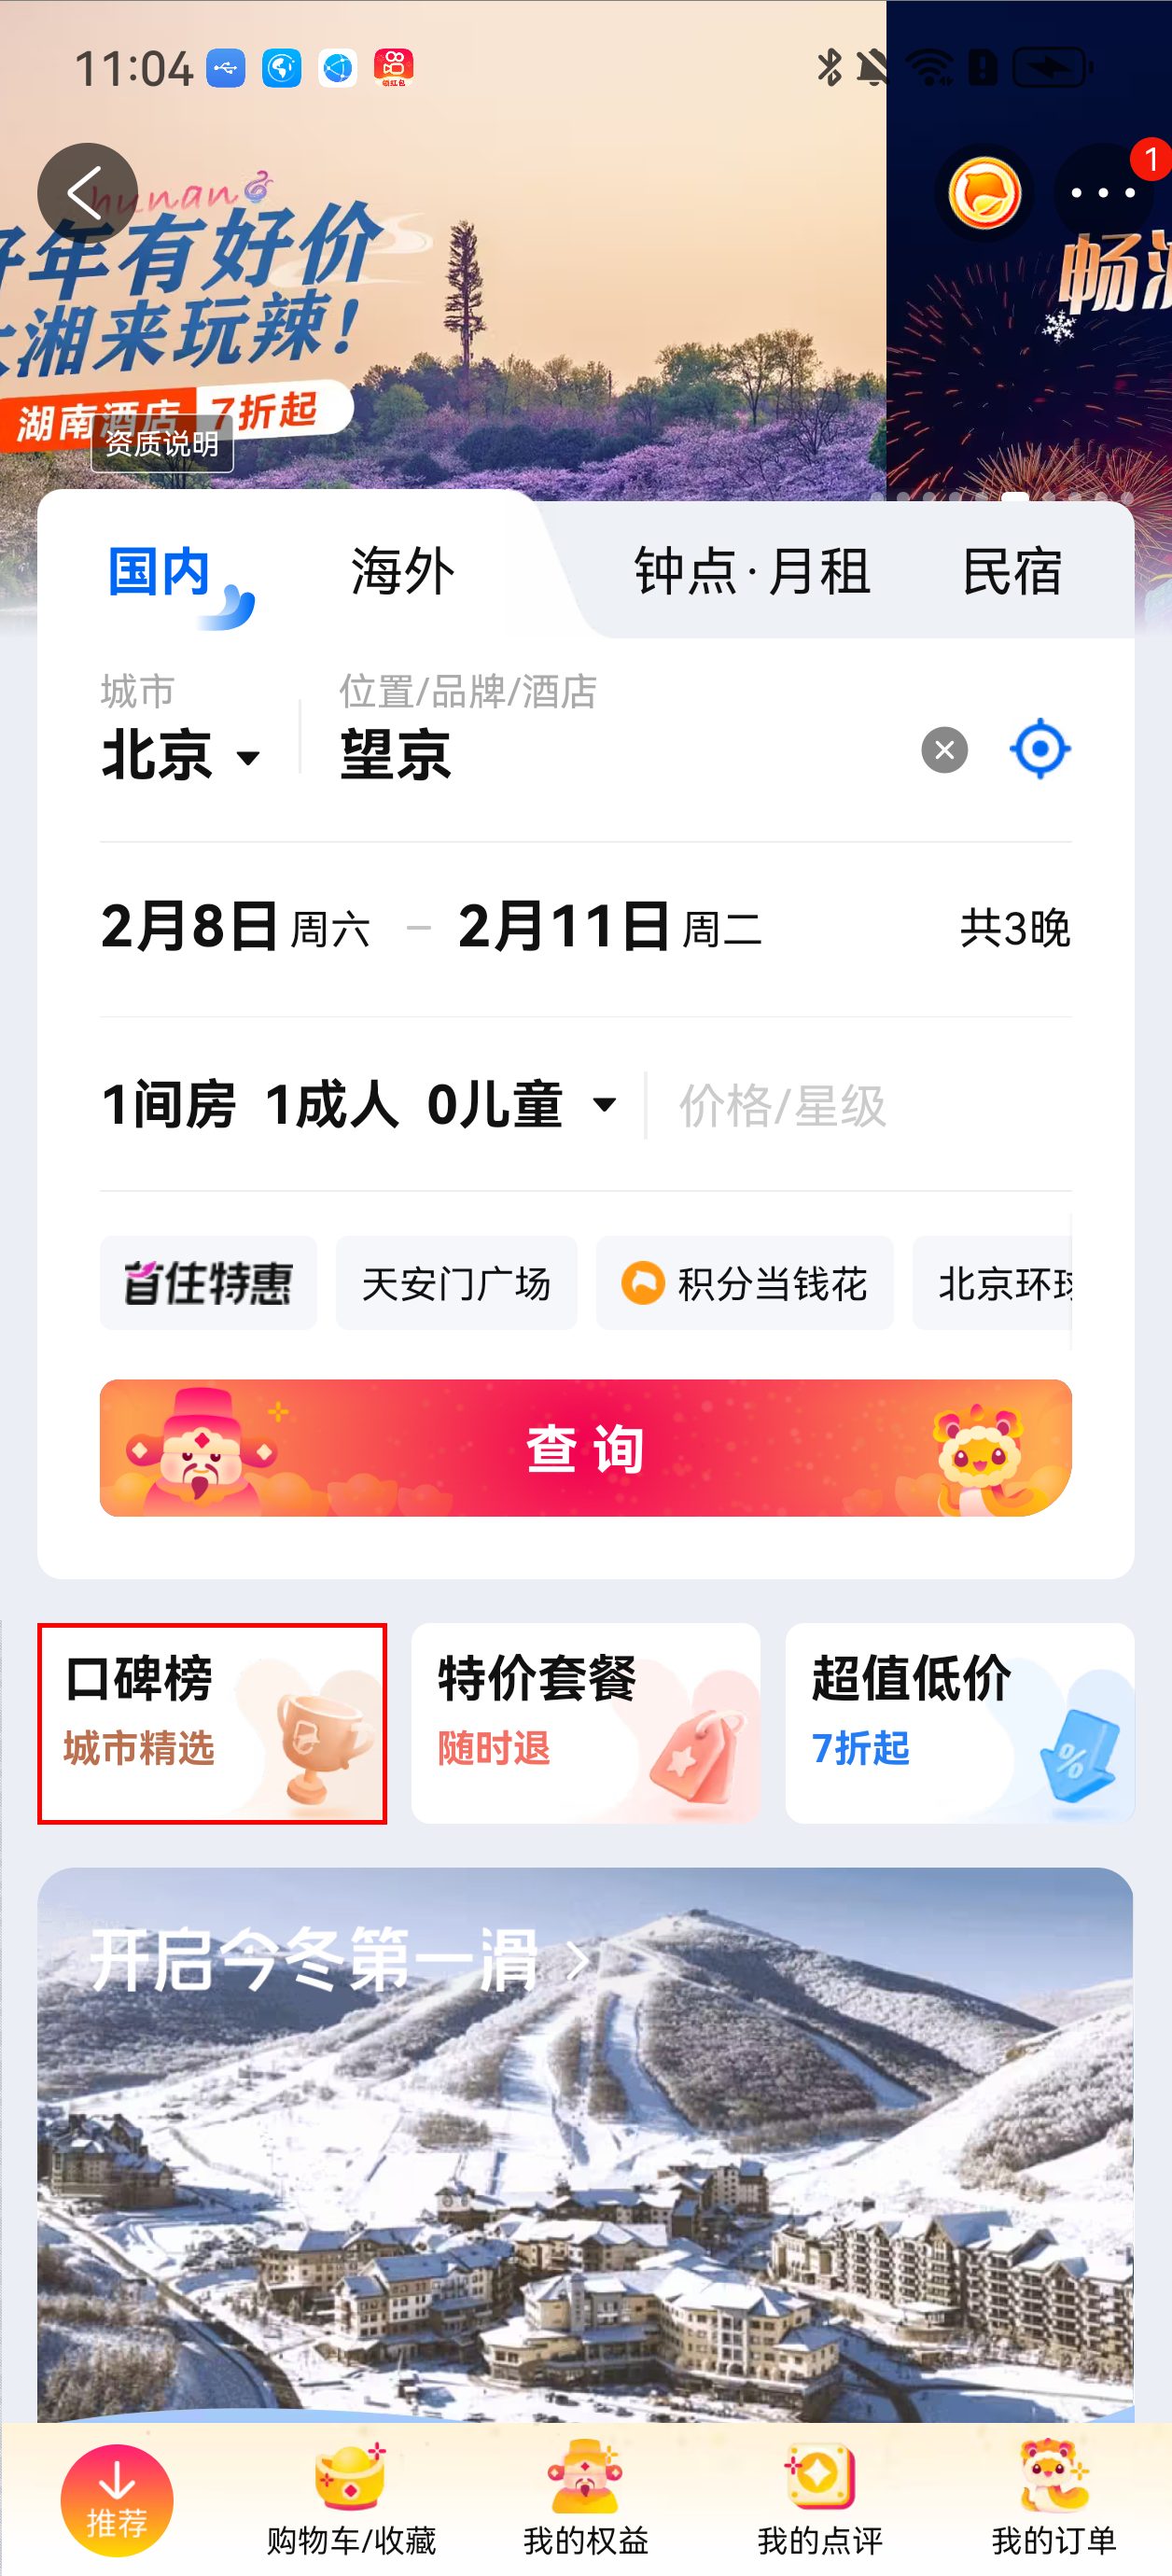 11:04
领红包
1
hunan
年有好价
湘来玩辣!
湖南酒店 7折起
畅
资质说明
国内 海外 钟点·月租 民宿
城市 位置/品牌/酒店
北京 望京
2月8日 周六 – 2月11日 周二 共3晚
1间房 1成人 0儿童 价格/星级
首住特惠 天安门广场 积分当钱花 北京环球
查询
口碑榜 特价套餐 超值低价
城市精选 随时退 7折起
%
开启今冬第一滑 >
推荐 购物车/收藏 我的权益 我的点评 我的订单